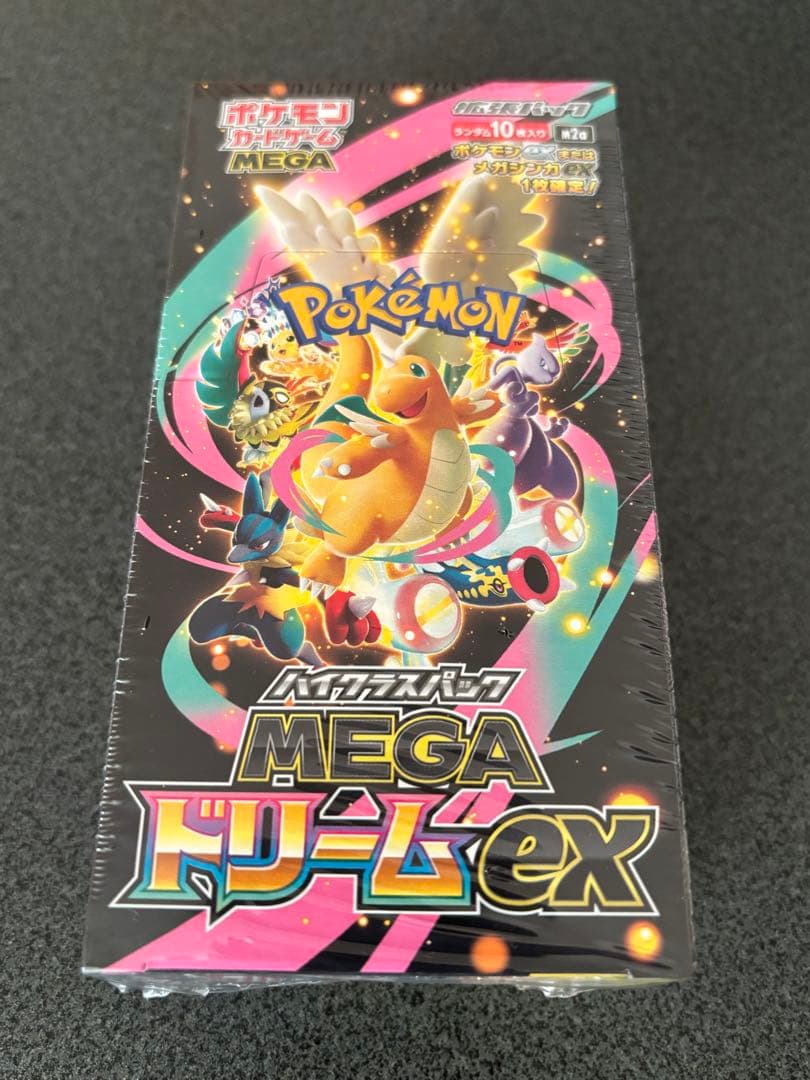 ポケモン
カードゲーム
MEGA
拡張パック
ランダム10枚入り M2a
ポケモンexまたは
メガシンカex
1枚確定!
POKéMON
TM
ハイクラスパック
MEGA
ドリームex